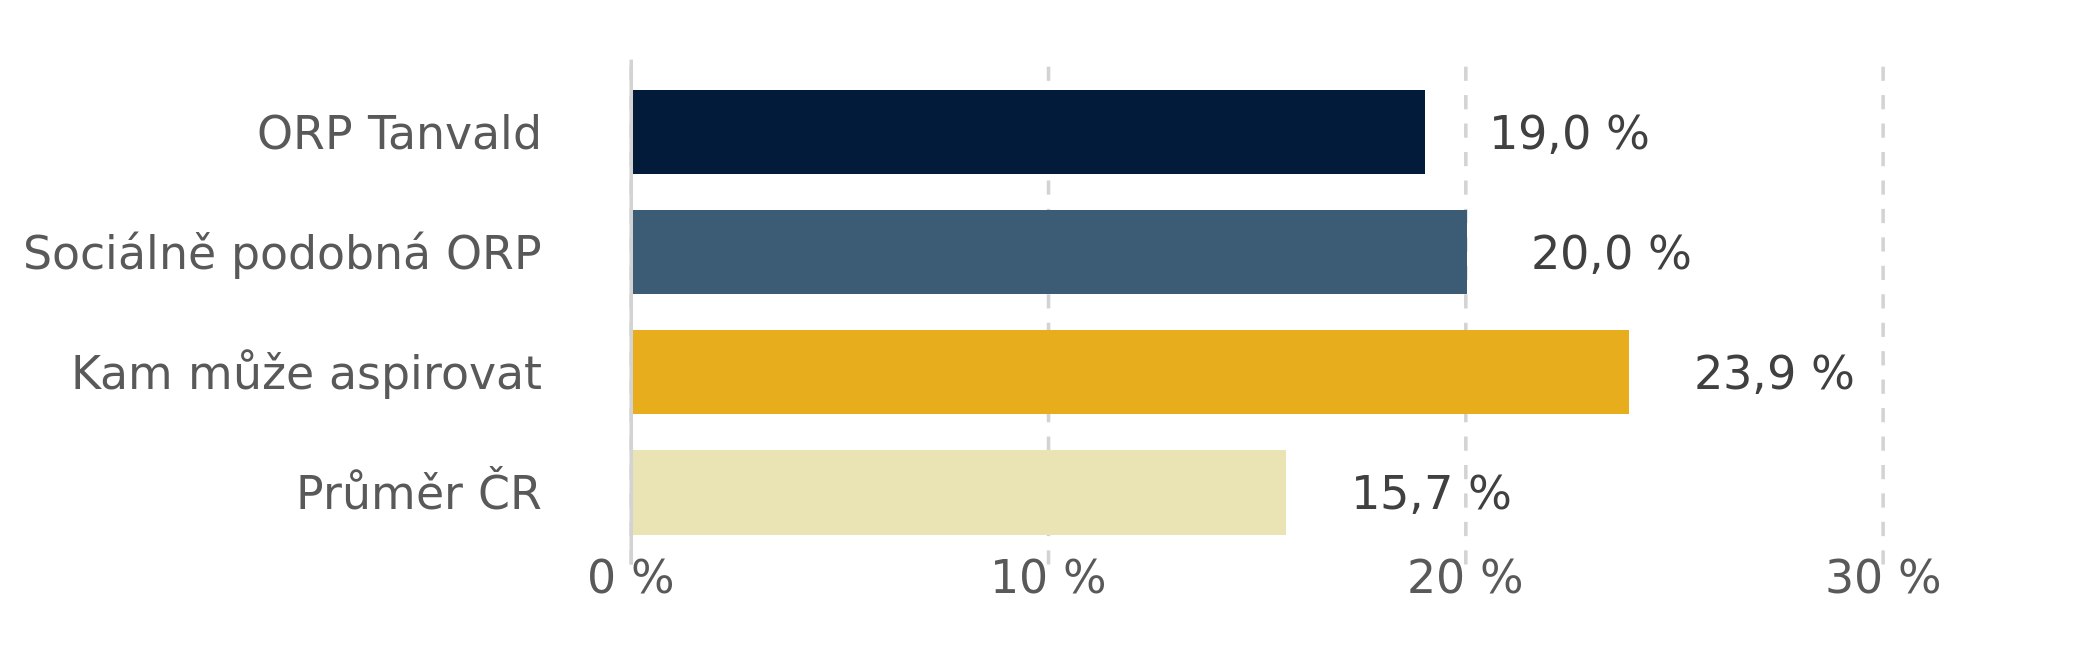 ORP Tanvald 19,0 %
Sociálně podobná ORP 20,0 %
Kam může aspirovat 23,9 %
Průměr ČR 15,7 %
0 % 10 % 20 % 30 %